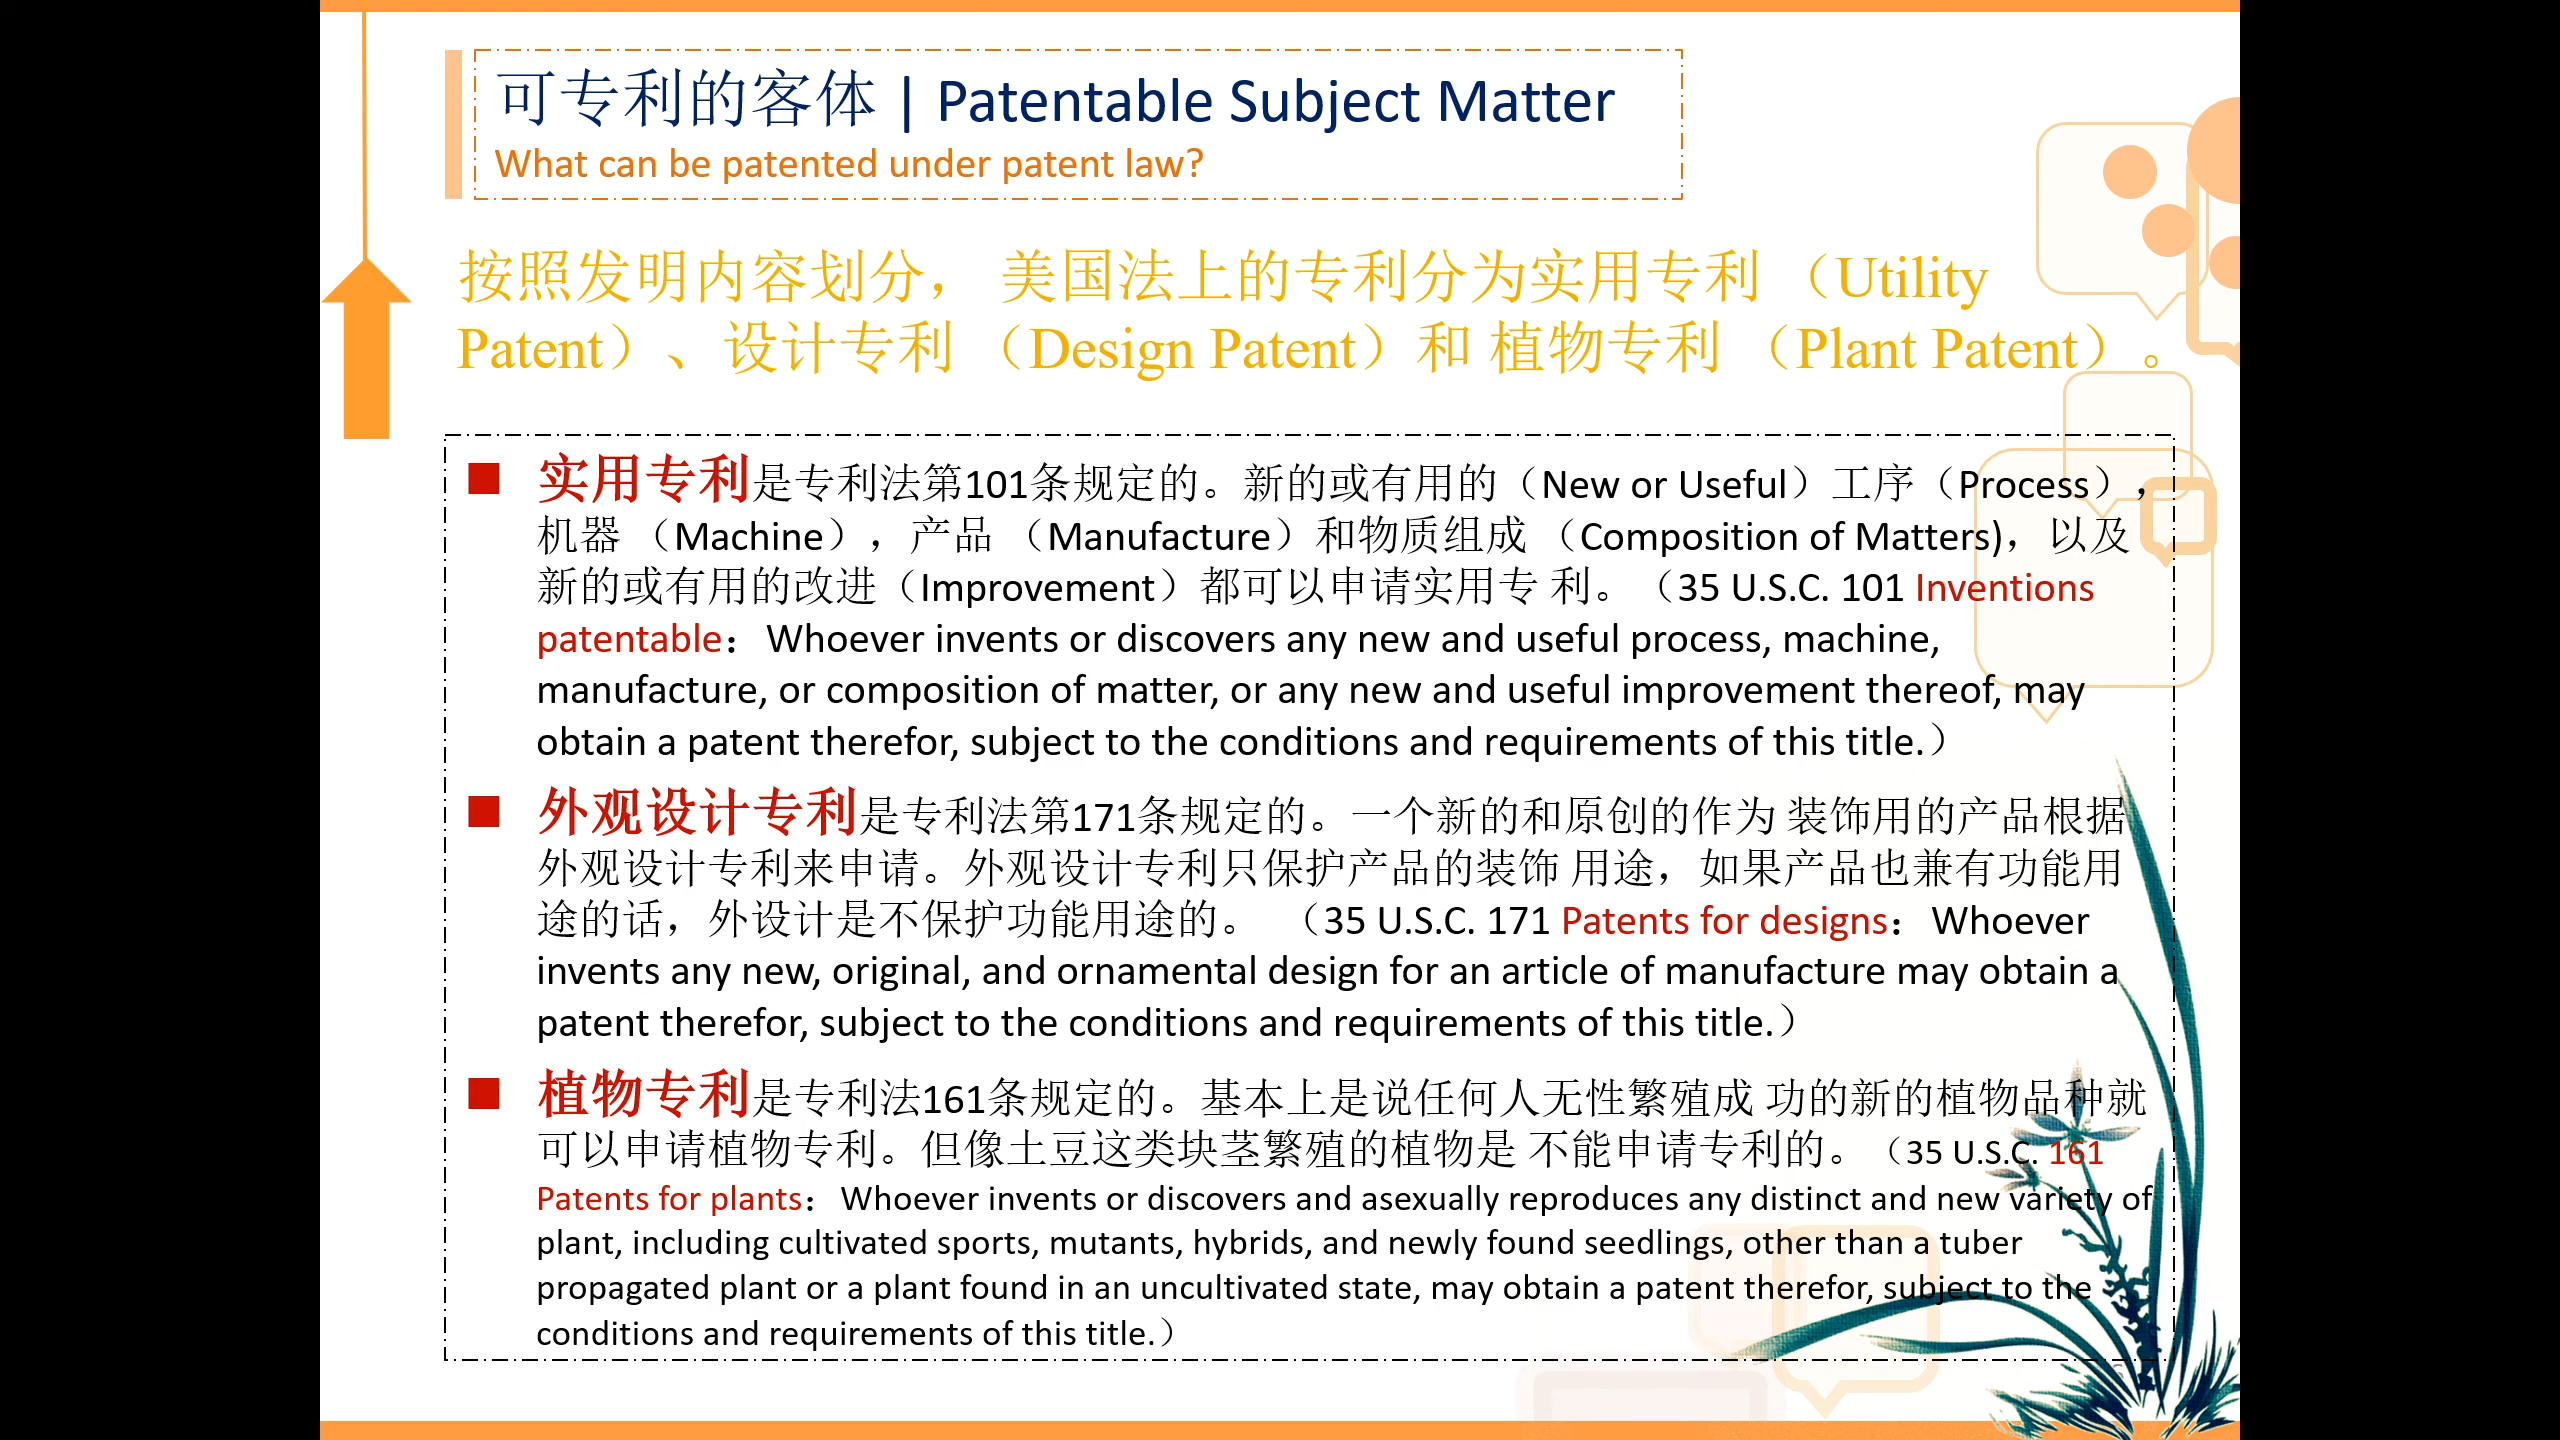 可专利的客体 | Patentable Subject Matter
What can be patented under patent law?
按照发明内容划分， 美国法上的专利分为实用专利 （Utility
Patent）、设计专利 （Design Patent）和 植物专利 （Plant Patent）。
■ 实用专利是专利法第101条规定的。新的或有用的（New or Useful）工序（Process），
机器 （Machine），产品 （Manufacture）和物质组成 （Composition of Matters)， 以及
新的或有用的改进（Improvement）都可以申请实用专 利。（35 U.S.C. 101 Inventions
patentable：Whoever invents or discovers any new and useful process, machine,
manufacture, or composition of matter, or any new and useful improvement thereof, may
obtain a patent therefor, subject to the conditions and requirements of this title.）
■ 外观设计专利是专利法第171条规定的。一个新的和原创的作为 装饰用的产品根据
外观设计专利来申请。外观设计专利只保护产品的装饰 用途，如果产品也兼有功能用
途的话，外设计是不保护功能用途的。 （35 U.S.C. 171 Patents for designs：Whoever
invents any new, original, and ornamental design for an article of manufacture may obtain a
patent therefor, subject to the conditions and requirements of this title.）
■ 植物专利是专利法161条规定的。基本上是说任何人无性繁殖成 功的新的植物品种就
可以申请植物专利。但像土豆这类块茎繁殖的植物是 不能申请专利的。（35 U.S.C. 161
Patents for plants： Whoever invents or discovers and asexually reproduces any distinct and new variety of
plant, including cultivated sports, mutants, hybrids, and newly found seedlings, other than a tuber
propagated plant or a plant found in an uncultivated state, may obtain a patent therefor, subject to the
conditions and requirements of this title.）